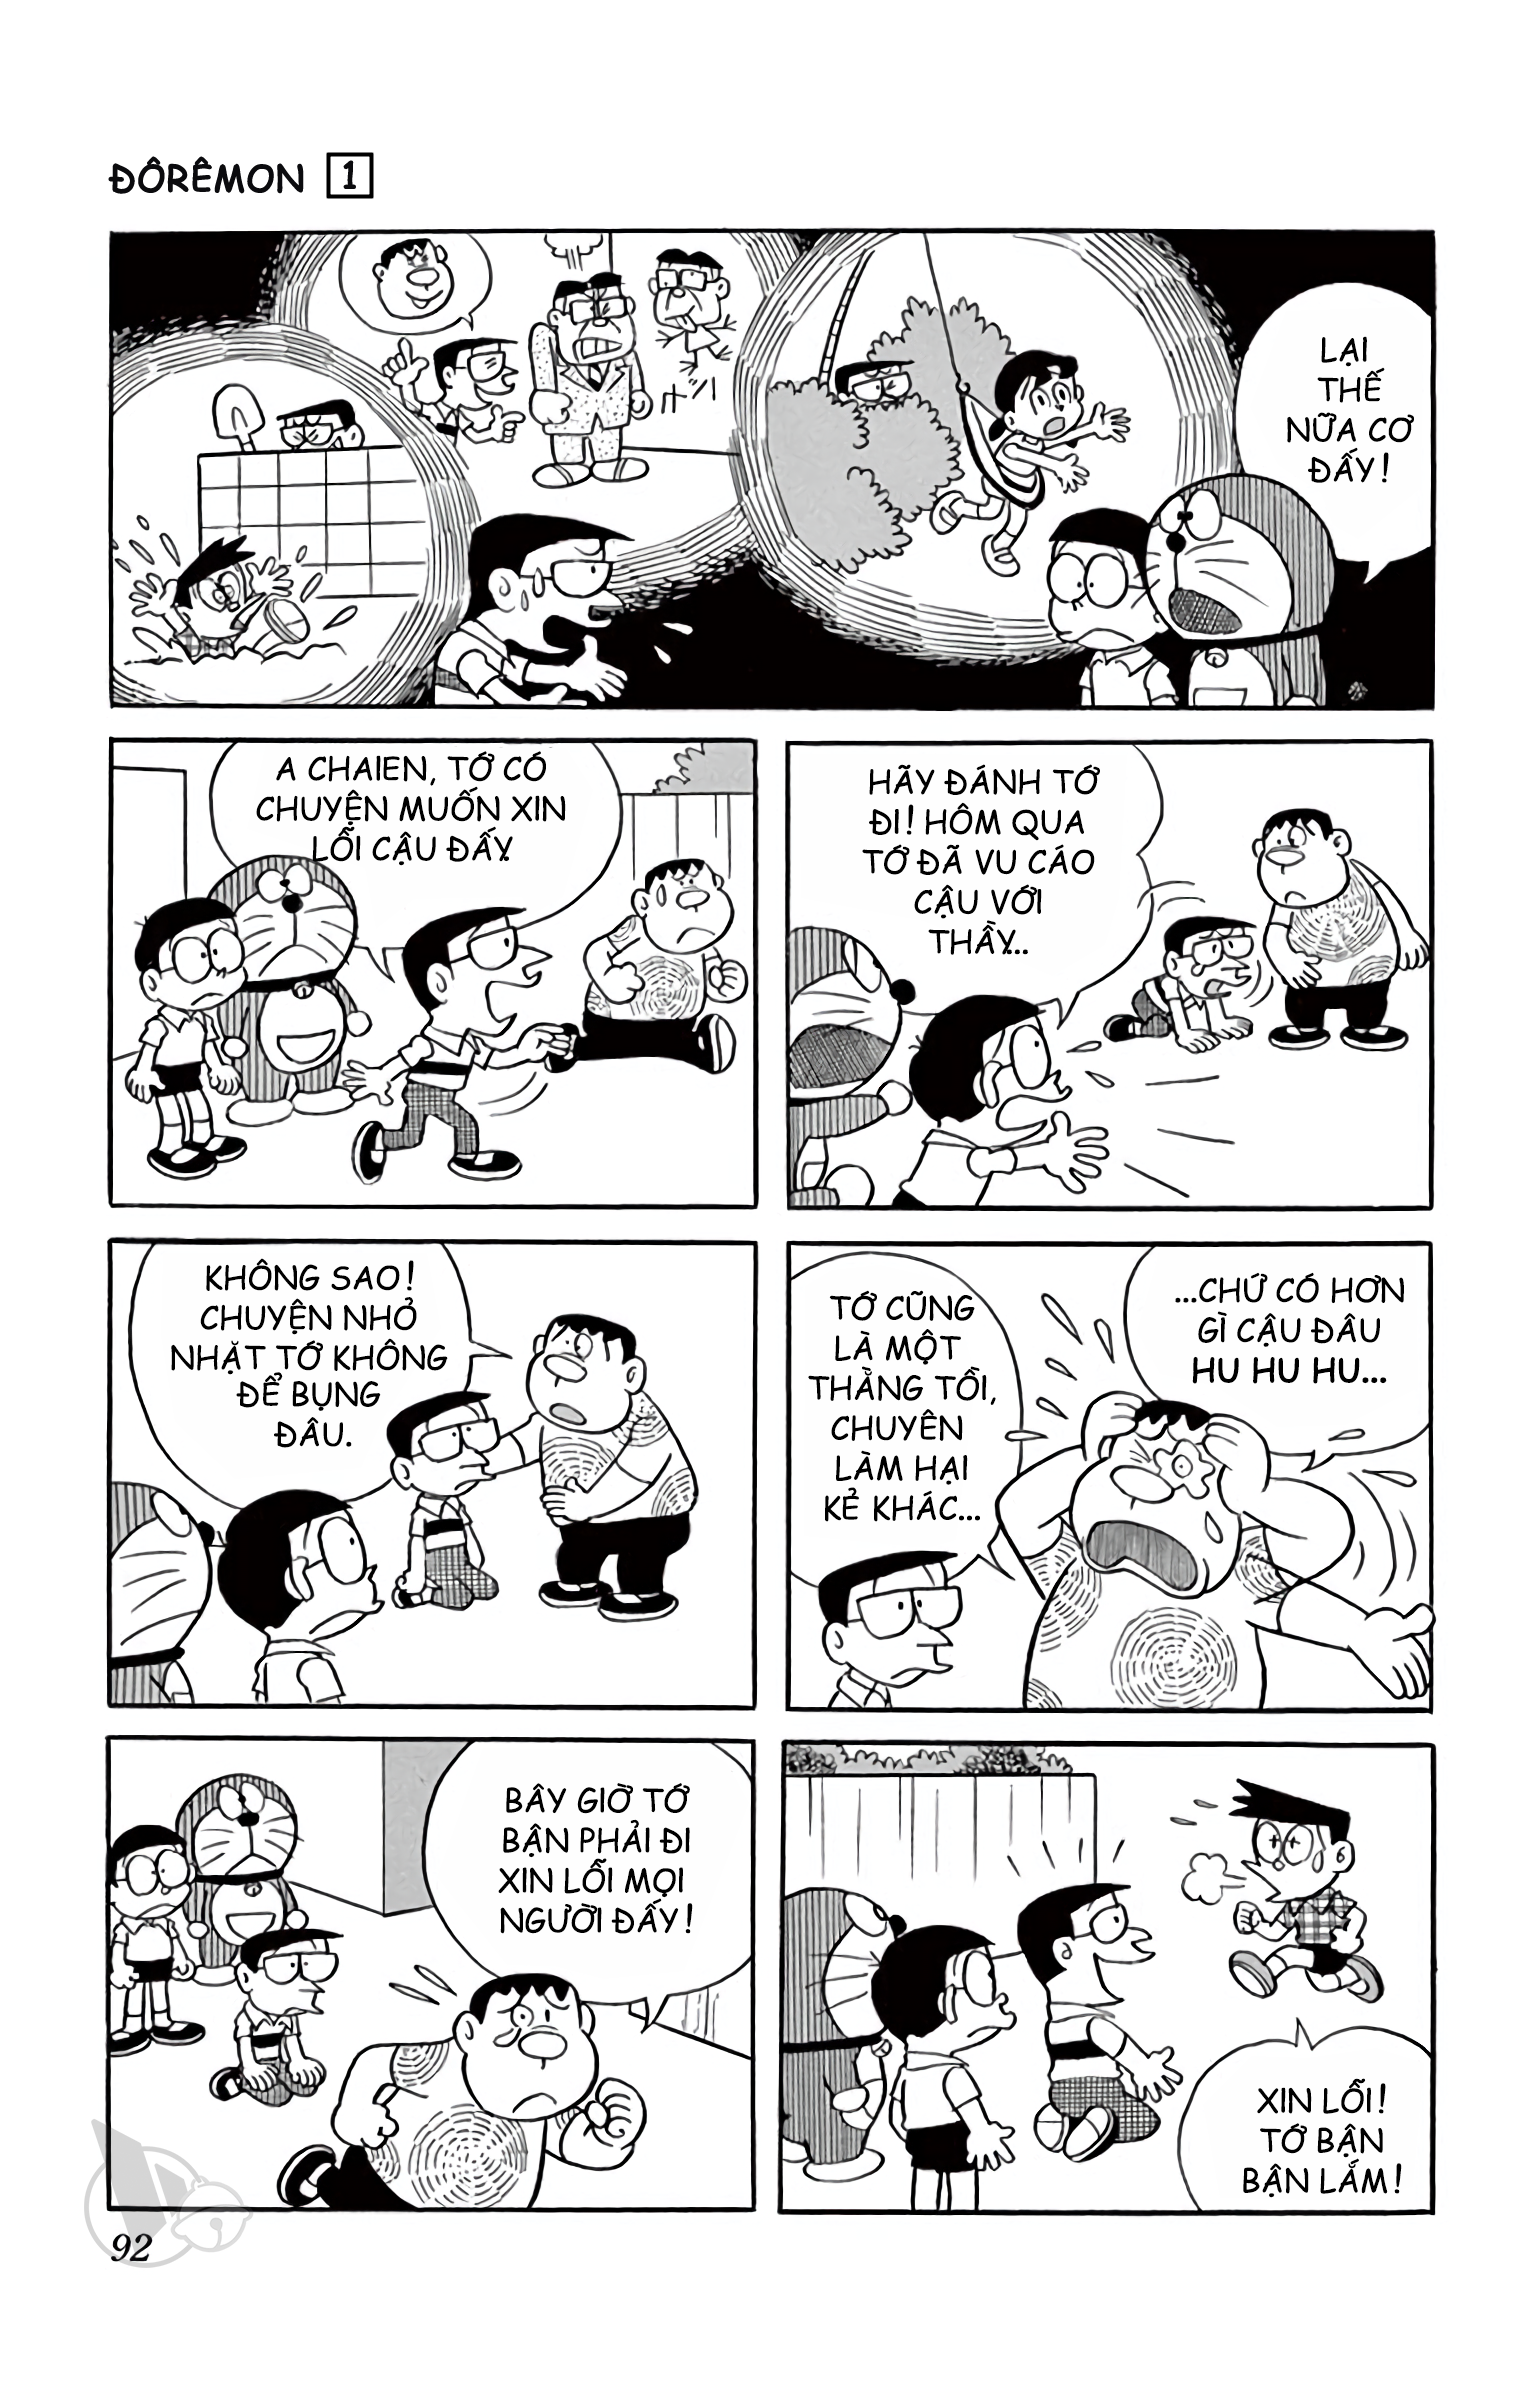 ĐÔRÊMON 1
LẠI
THẾ
NỮA CƠ
ĐẤY!
A CHAIEN, TỚ CÓ
CHUYỆN MUỐN XIN
LỖI CẬU ĐẤY.
HÃY ĐÁNH TỚ
ĐI! HÔM QUA
TỚ ĐÃ VU CÁO
CẬU VỚI
THẦY...
KHÔNG SAO!
CHUYỆN NHỎ
NHẶT TỚ KHÔNG
ĐỂ BỤNG
ĐÂU.
TỚ CŨNG
LÀ MỘT
THẰNG TỒI,
CHUYÊN
LÀM HẠI
KẺ KHÁC...
...CHỨ CÓ HƠN
GÌ CẬU ĐÂU
HU HU HU...
BÂY GIỜ TỚ
BẬN PHẢI ĐI
XIN LỖI MỌI
NGƯỜI ĐẤY!
XIN LỖI!
TỚ BẬN
BẬN LẮM!
92